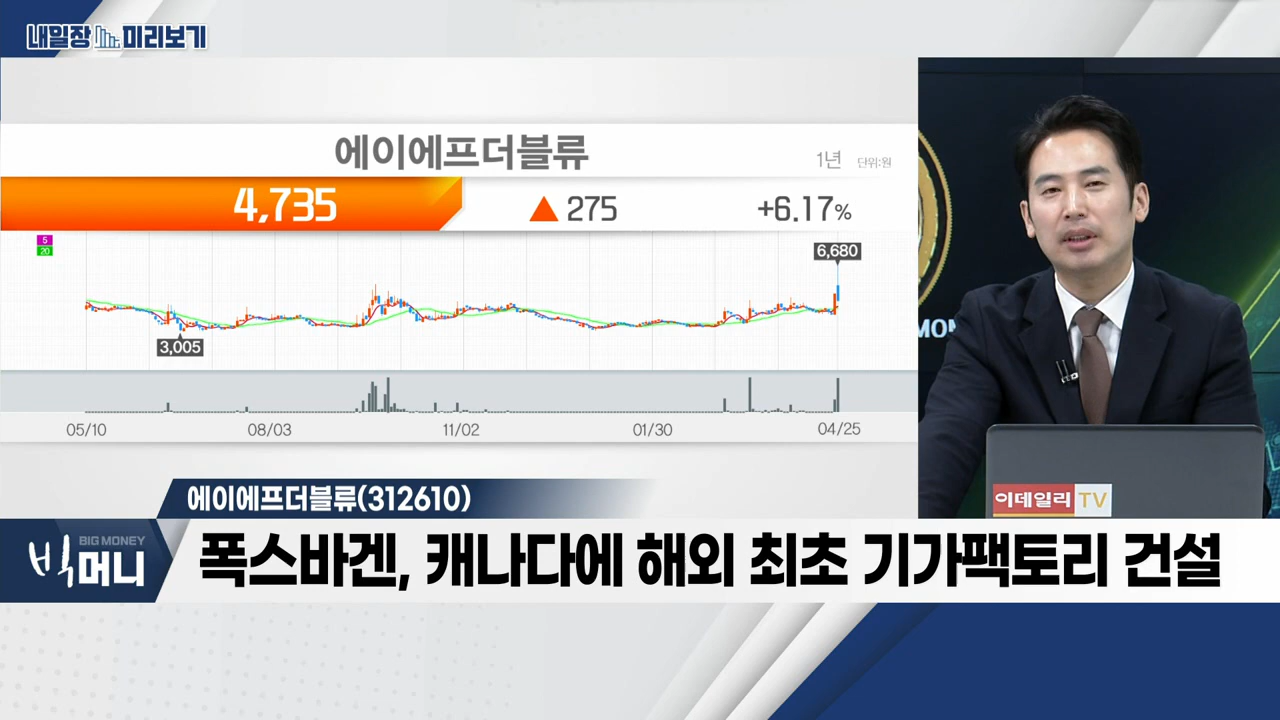 내일장 미리보기
에이에프더블류
1년 단위:원
4,735 ▲ 275 +6.17%
5
20
6,680
3,005
05/10 08/03 11/02 01/30 04/25
MON
이데일리TV
에이에프더블류(312610)
BIG MONEY
빅머니
폭스바겐, 캐나다에 해외 최초 기가팩토리 건설